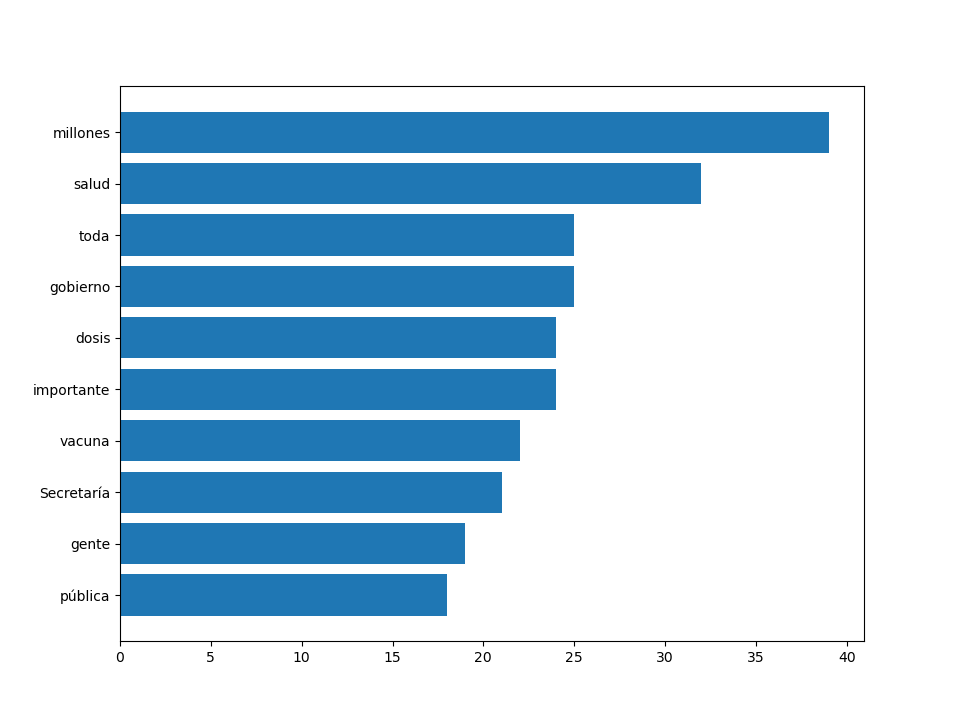 millones
salud
toda
gobierno
dosis
importante
vacuna
Secretaría
gente
pública
0 5 10 15 20 25 30 35 40